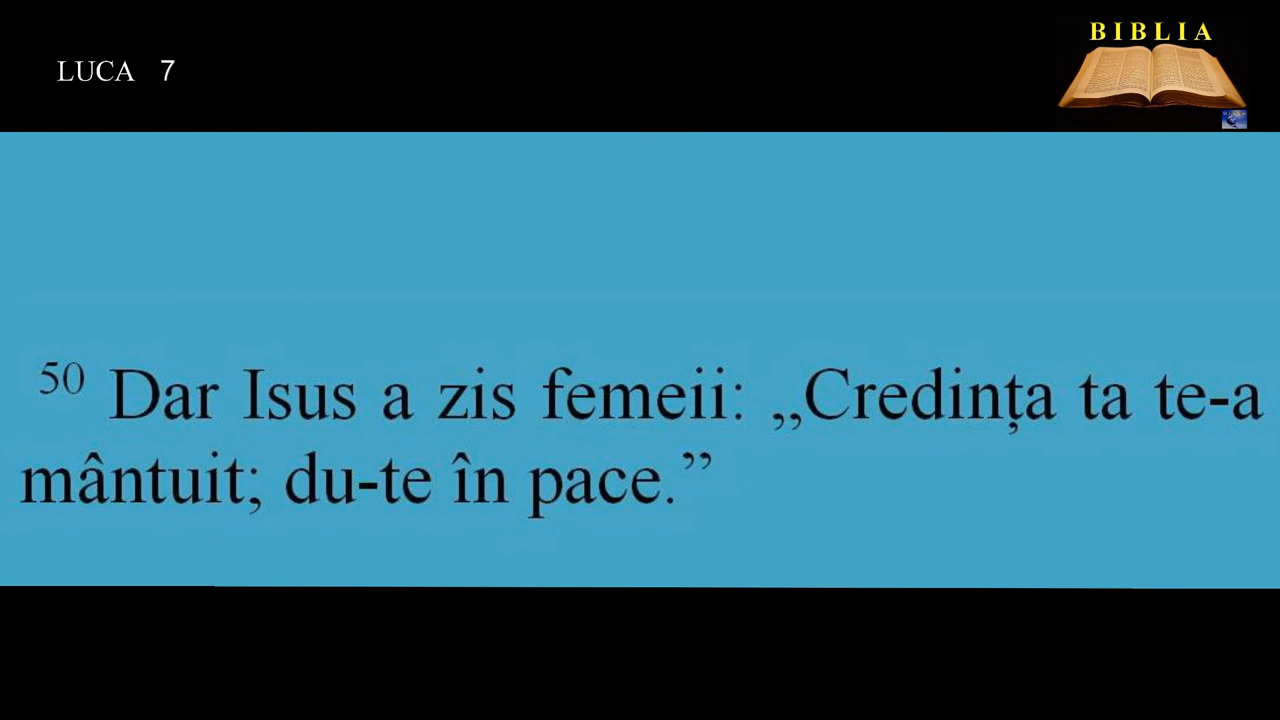 BIBLIA
LUCA 7
50 Dar Isus a zis femeii: „Credința ta te-a
mântuit; du-te în pace.”